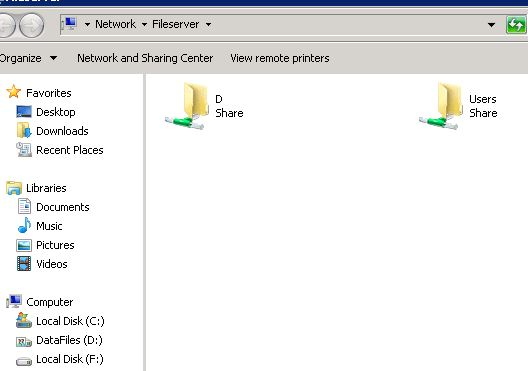 Network Fileserver
Organize Network and Sharing Center View remote printers
Favorites
Desktop
Downloads
Recent Places
Libraries
Documents
Music
Pictures
Videos
Computer
Local Disk (C:)
DataFiles (D:)
Local Disk (F:)
D
Share
Users
Share